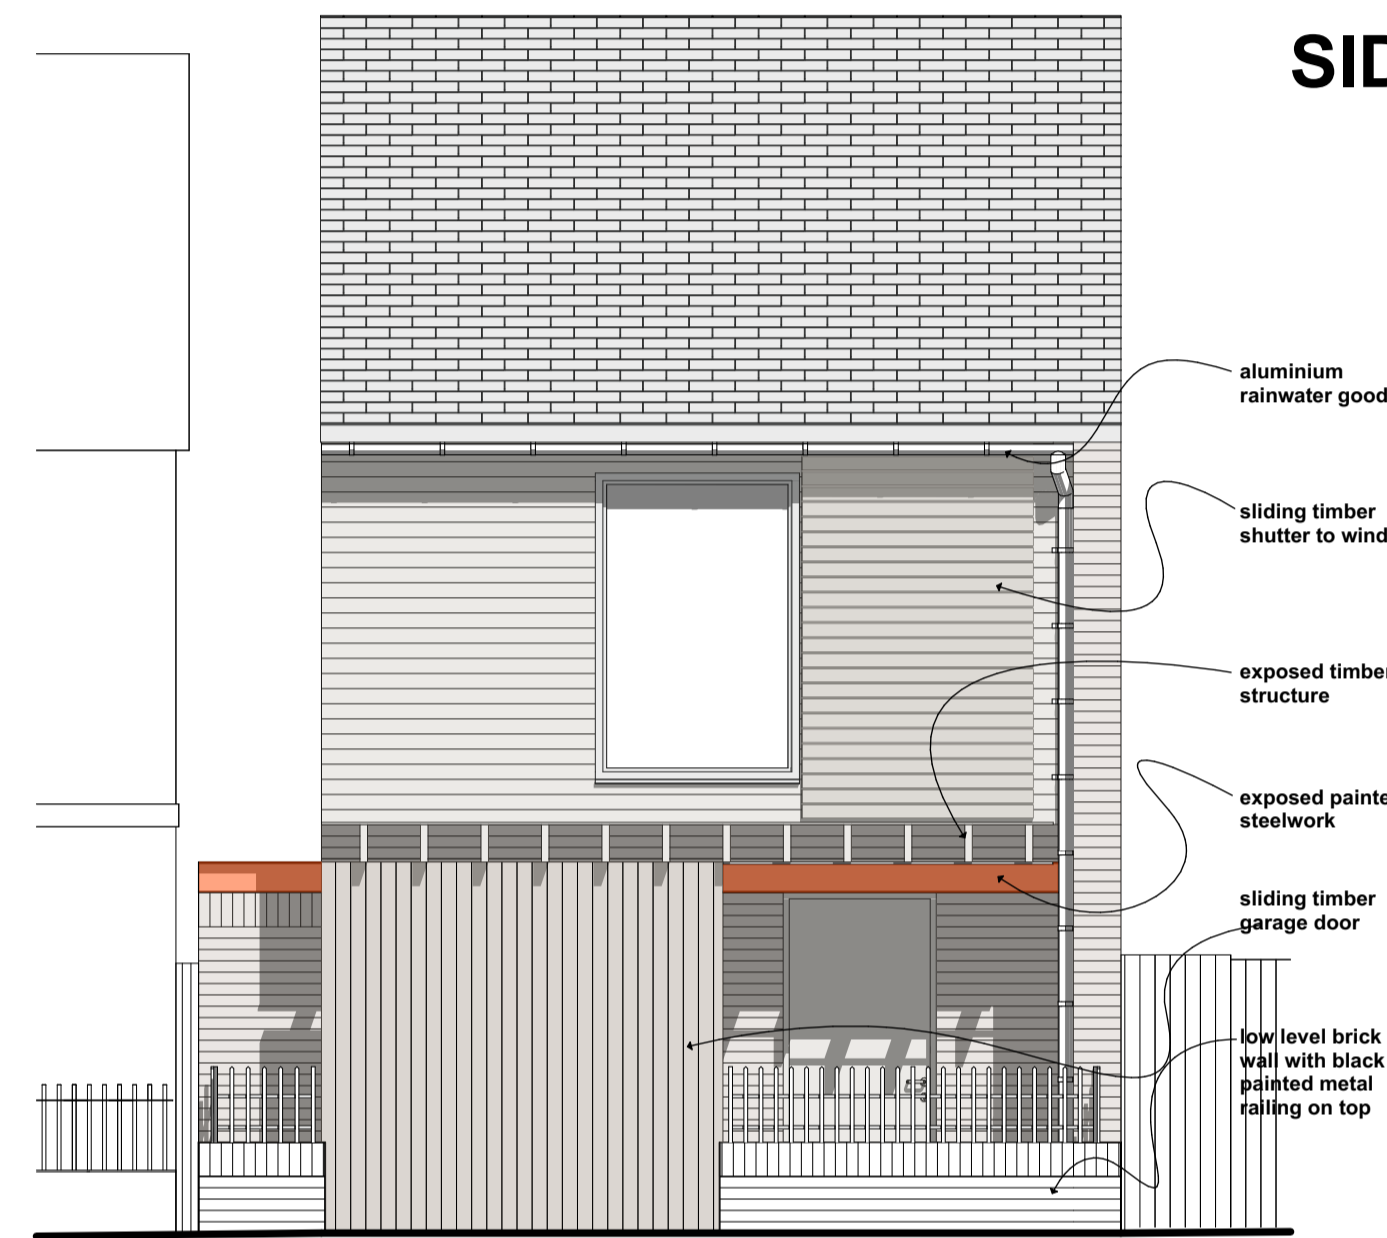 SID
aluminium
rainwater good
sliding timber
shutter to wind
exposed timber
structure
exposed painte
steelwork
sliding timber
garage door
low level brick
wall with black
painted metal
railing on top